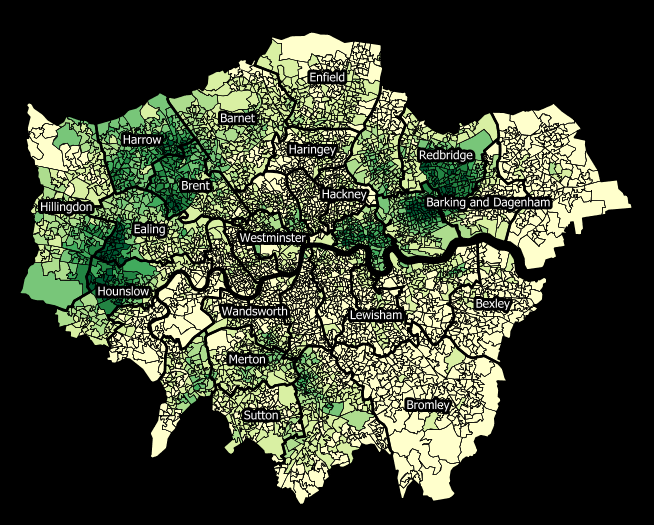 Enfield
Barnet
Harrow
Haringey
Redbridge
Brent
Hackney
Hillingdon
Barking and Dagenham
Ealing
Westminster
Hounslow
Bexley
Wandsworth
Lewisham
Merton
Bromley
Sutton